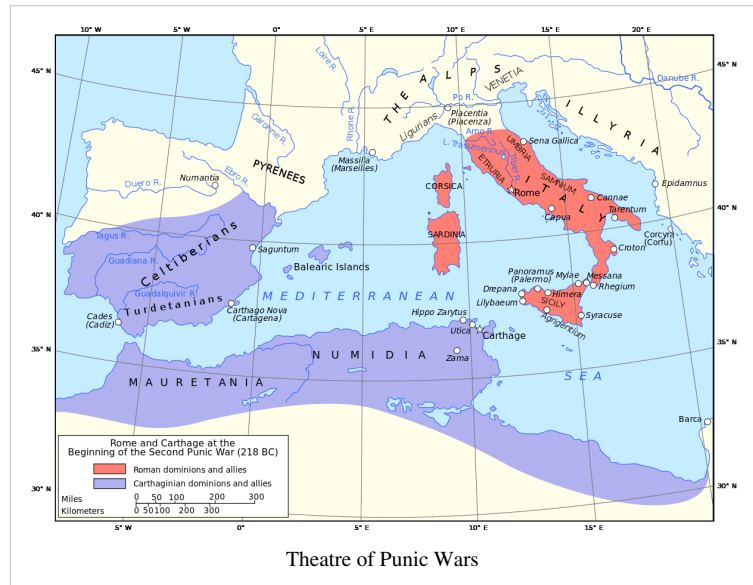 10° W
5° W
0°
5° E
10° E
15° E
20° E
45° N
45° N
Loire R.
Garonne R.
Rhone R.
THE ALPS
VENETIA
Po R.
Danube R.
Placentia
(Piacenza)
Ligurians
ILLYRIA
Arno R.
L. Trasumennus
UMBRIA
Sena Gallica
Massilia
(Marseilles)
PYRENEES
Numantia
Ebro R.
Duero R.
ETRURIA
Tiber R.
ITALY
SAMNIUM
Rome
CORSICA
Cannae
Epidamnus
Capua
Tarentum
40° N
40° N
Tagus R.
Celtiberians
Saguntum
SARDINIA
Corcyra
(Corfu)
Croton
Guadiana R.
Balearic Islands
Panoramus
(Palermo)
Mylae
Messana
Rhegium
Drepana
Himera
Guadalquivir R.
Turdetanians
MEDITERRANEAN
Lilybaeum
SICILY
Cades
(Cadiz)
Carthago Nova
(Cartagena)
Hippo Zarytus
Agrigentium
Syracuse
Utica
Carthage
35° N
35° N
NUMIDIA
Zama
MAURETANIA
SEA
Barca
Rome and Carthage at the
Beginning of the Second Punic War (218 BC)
Roman dominions and allies
Carthaginian dominions and allies
Miles
0 50 100 200 300
Kilometers
0 50 100 200 300
30° N
30° N
5° W
0°
5° E
10° E
15° E
Theatre of Punic Wars